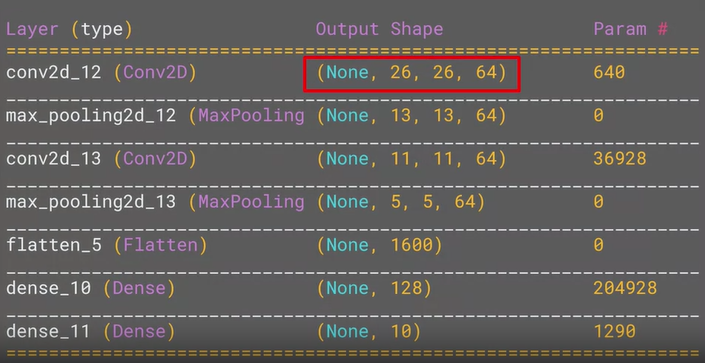 Layer (type) Output Shape Param #
=================================================================
conv2d_12 (Conv2D) (None, 26, 26, 64) 640
_________________________________________________________________
max_pooling2d_12 (MaxPooling (None, 13, 13, 64) 0
_________________________________________________________________
conv2d_13 (Conv2D) (None, 11, 11, 64) 36928
_________________________________________________________________
max_pooling2d_13 (MaxPooling (None, 5, 5, 64) 0
_________________________________________________________________
flatten_5 (Flatten) (None, 1600) 0
_________________________________________________________________
dense_10 (Dense) (None, 128) 204928
_________________________________________________________________
dense_11 (Dense) (None, 10) 1290
=================================================================